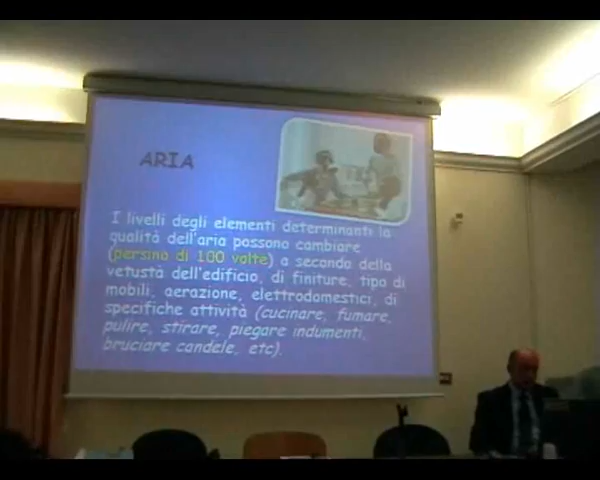 ARIA
I livelli degli elementi determinanti la
qualità dell'aria possono cambiare
(persino di 100 volte) a seconda della
vetustà dell'edificio, di finiture, tipo di
mobili, aerazione, elettrodomestici, di
specifiche attività (cucinare, fumare,
pulire, stirare, piegare indumenti,
bruciare candele, etc).